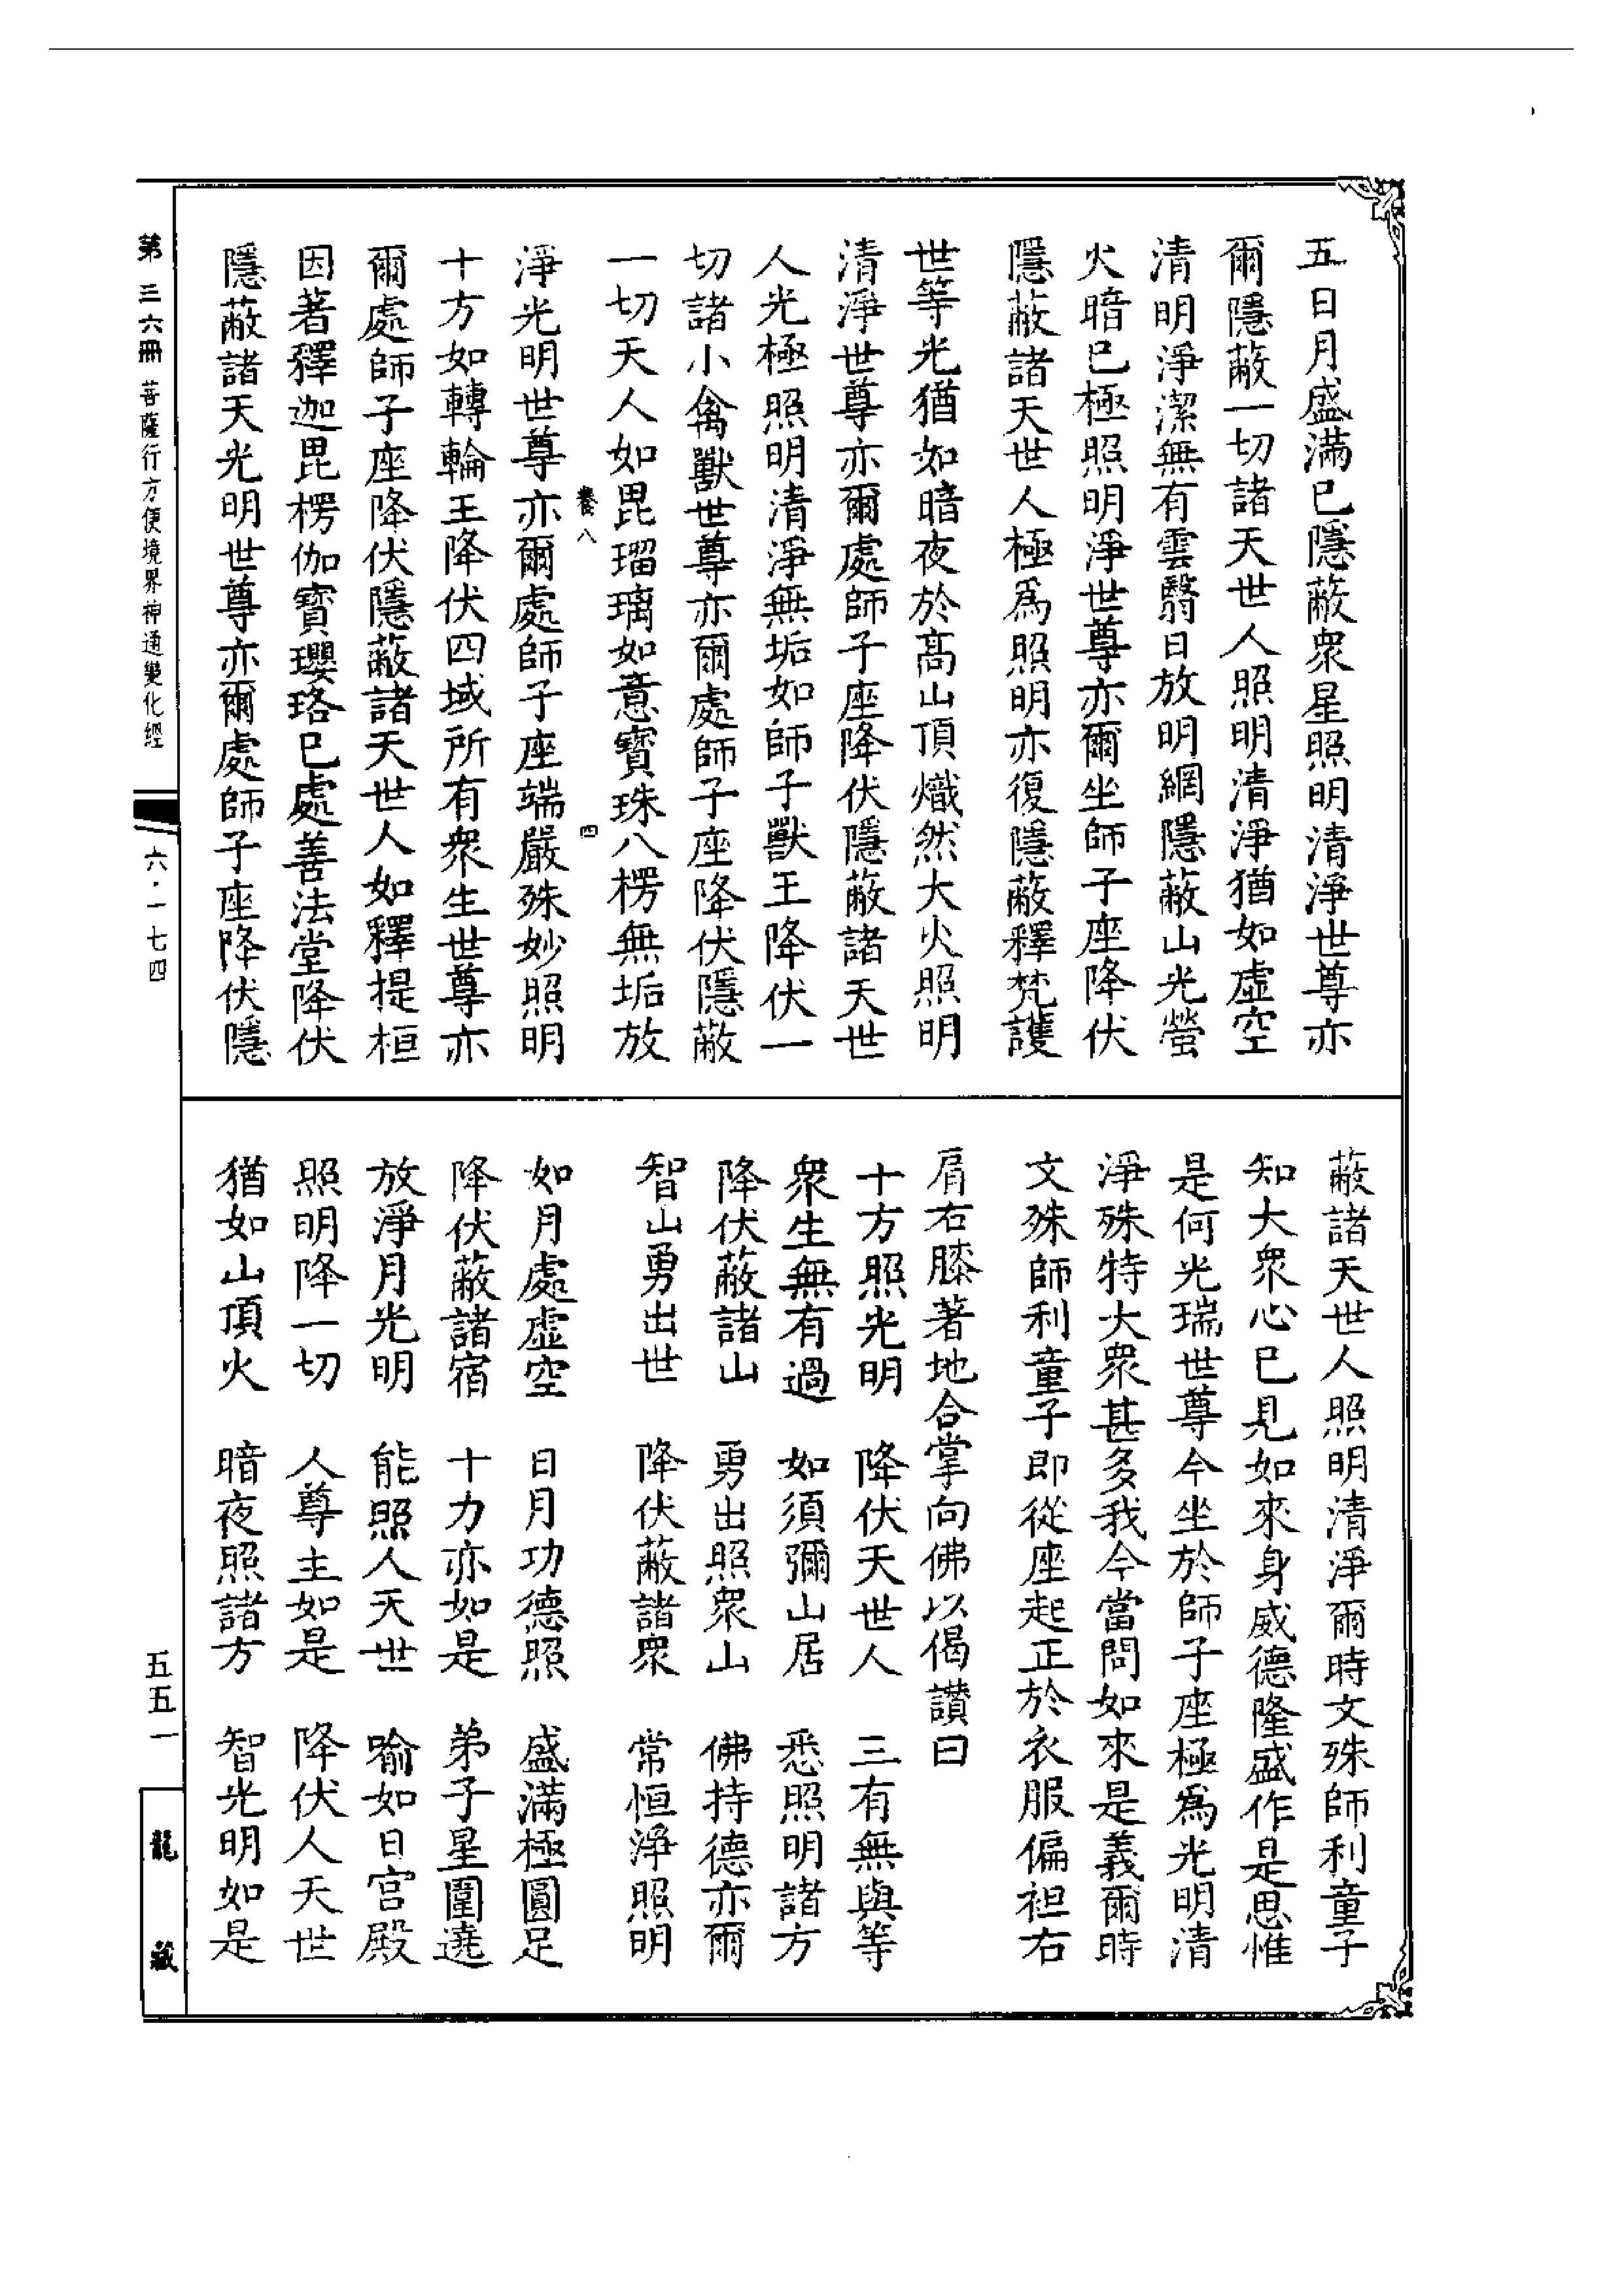 五日月盛滿已隱蔽衆星照明清淨世尊亦
爾隱蔽一切諸天世人照明清淨猶如虛空
清明淨潔無有雲翳日放明網隱蔽山光螢
火暗已極照明淨世尊亦爾坐師子座降伏
隱蔽諸天世人極爲照明亦復隱蔽釋梵護
世等光猶如暗夜於高山頂熾然大火照明
清淨世尊亦爾處師子座降伏隱蔽諸天世
人光極照明清淨無垢如師子獸王降伏一
切諸小禽獸世尊亦爾處師子座降伏隱蔽
一切天人如毘瑠璃如意寶珠八楞無垢放
卷八 四
淨光明世尊亦爾處師子座端嚴殊妙照明
十方如轉輪王降伏四域所有衆生世尊亦
爾處師子座降伏隱蔽諸天世人如釋提桓
因著釋迦毘楞伽寶瓔珞已處善法堂降伏
隱蔽諸天光明世尊亦爾處師子座降伏隱
蔽諸天世人照明清淨爾時文殊師利童子
知大衆心已見如來身威德隆盛作是思惟
是何光瑞世尊今坐於師子座極爲光明清
淨殊特大衆甚多我今當問如來是義爾時
文殊師利童子即從座起正於衣服偏袒右
肩右膝著地合掌向佛以偈讚曰
十方照光明 降伏天世人 三有無與等
衆生無有過 如須彌山居 悉照明諸方
降伏蔽諸山 勇出照衆山 佛持德亦爾
智山勇出世 降伏蔽諸衆 常恒淨照明
如月處虛空 日月功德照 盛滿極圓足
降伏蔽諸宿 十力亦如是 弟子星圍遶
放淨月光明 能照人天世 喻如日宮殿
照明降一切 人尊主如是 降伏人天世
猶如山頂火 暗夜照諸方 智光明如是
第三六冊 菩薩行方便境界神通變化經
六·一七四
五五一
龍藏